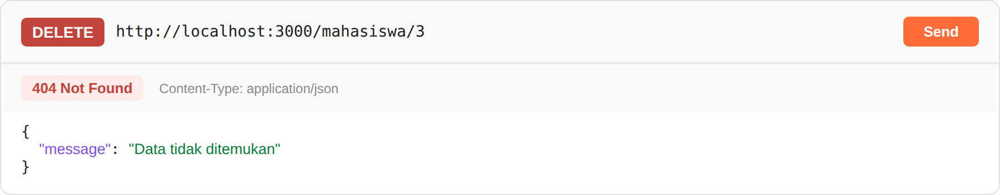 DELETE http://localhost:3000/mahasiswa/3 Send
404 Not Found Content-Type: application/json
{
"message": "Data tidak ditemukan"
}